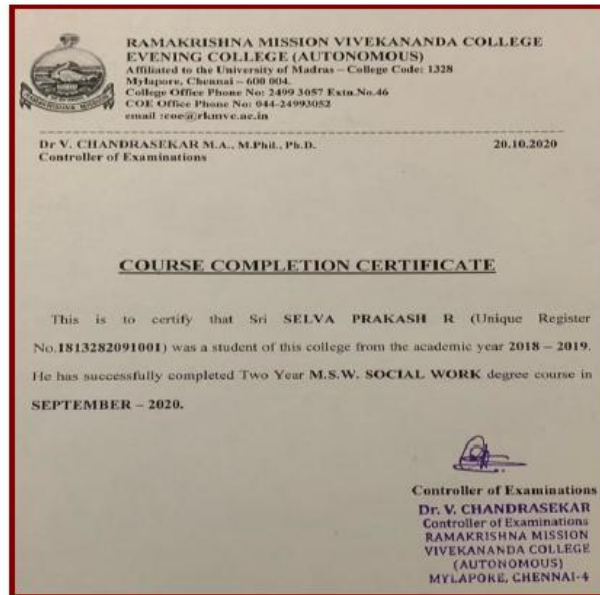 RAMAKRISHNA MISSION VIVEKANANDA COLLEGE
EVENING COLLEGE (AUTONOMOUS)
Affiliated to the University of Madras – College Code: 1328
Mylapore, Chennai – 600 004.
College Office Phone No: 2499 3057 Extn.No.46
COE Office Phone No: 044-24993052
email :coe@rkmvc.ac.in
RAMAKRISHNA MISSION
Dr V. CHANDRASEKAR M.A., M.Phil., Ph.D. 20.10.2020
Controller of Examinations
COURSE COMPLETION CERTIFICATE
This is to certify that Sri SELVA PRAKASH R (Unique Register
No.1813282091001) was a student of this college from the academic year 2018 – 2019.
He has successfully completed Two Year M.S.W. SOCIAL WORK degree course in
SEPTEMBER – 2020.
Controller of Examinations
Dr. V. CHANDRASEKAR
Controller of Examinations
RAMAKRISHNA MISSION
VIVEKANANDA COLLEGE
(AUTONOMOUS)
MYLAPORE, CHENNAI-4